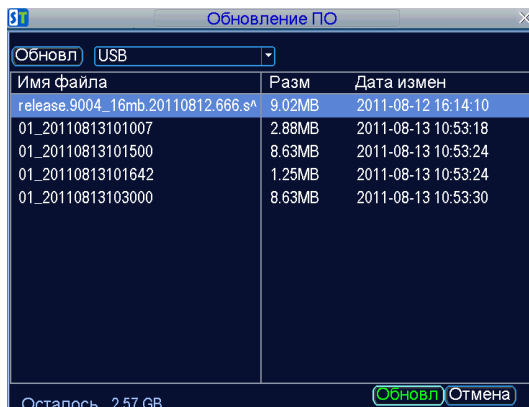 ST Обновление ПО
Обновл USB
Имя файла Разм Дата измен
release.9004_16mb.20110812.666.s^ 9.02MB 2011-08-12 16:14:10
01_20110813101007 2.88MB 2011-08-13 10:53:18
01_20110813101500 8.63MB 2011-08-13 10:53:24
01_20110813101642 1.25MB 2011-08-13 10:53:24
01_20110813103000 8.63MB 2011-08-13 10:53:30
Обновл Отмена
Осталось 2.57 GB